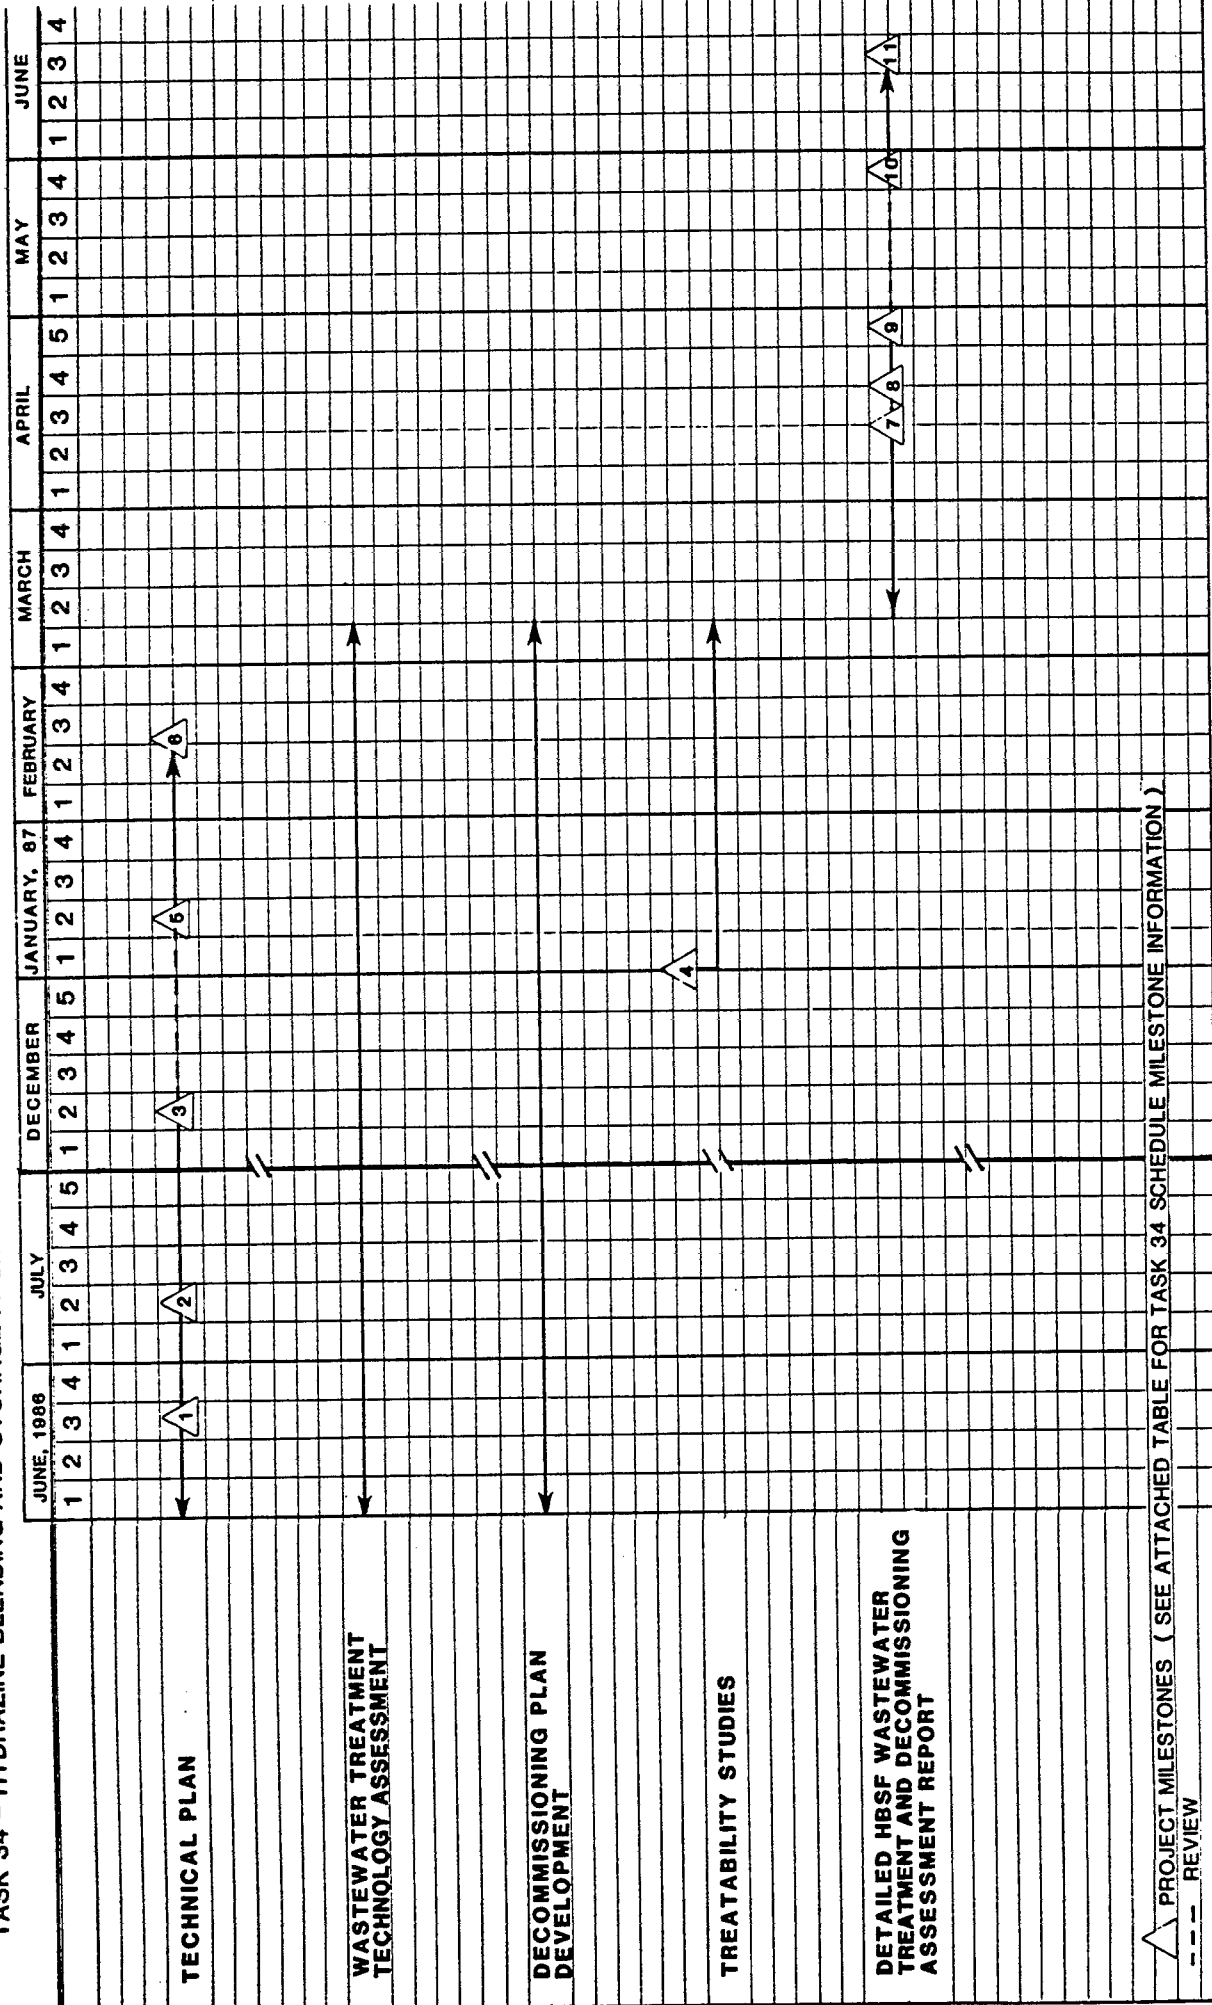 TASK 34 - HYDRAZINE BLENDING AND
JUNE, 1986 JULY DECEMBER JANUARY, 87 FEBRUARY MARCH APRIL MAY JUNE
1 2 3 4 1 2 3 4 5 1 2 3 4 5 1 2 3 4 1 2 3 4 1 2 3 4 1 2 3 4 5 1 2 3 4 1 2 3 4
TECHNICAL PLAN
1 2 3 5 6
WASTEWATER TREATMENT
TECHNOLOGY ASSESSMENT
DECOMMISSIONING PLAN
DEVELOPMENT
4
TREATABILITY STUDIES
DETAILED HBSF WASTEWATER
TREATMENT AND DECOMMISSIONING
ASSESSMENT REPORT
7 8 9 10 11
PROJECT MILESTONES ( SEE ATTACHED TABLE FOR TASK 34 SCHEDULE MILESTONE INFORMATION )
--- REVIEW